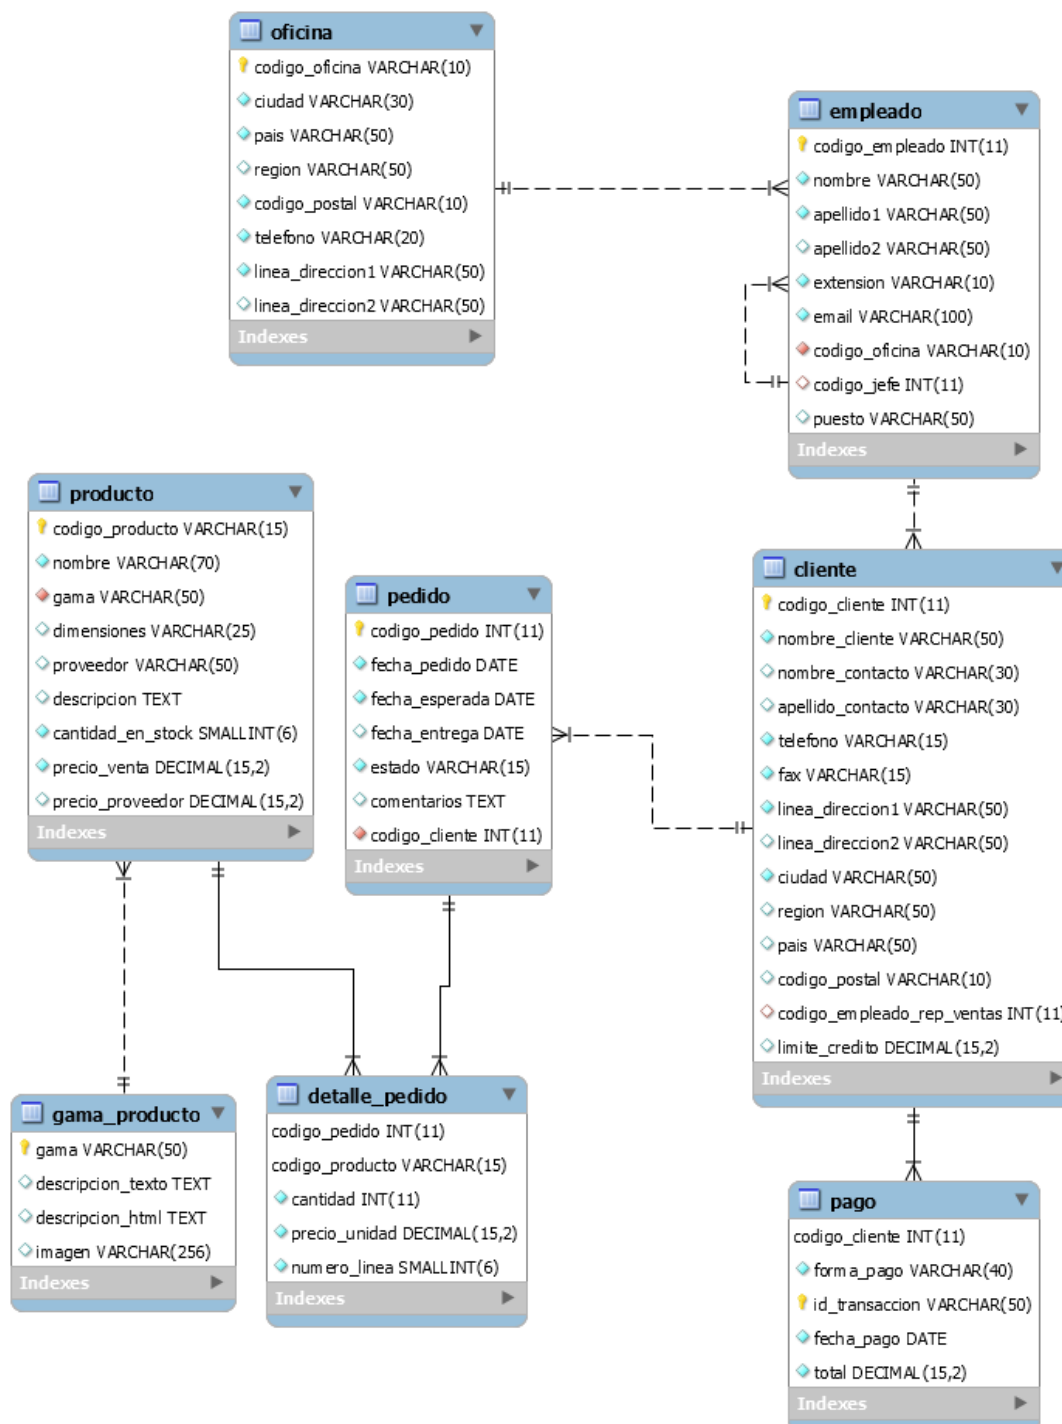 oficina
codigo_oficina VARCHAR(10)
ciudad VARCHAR(30)
pais VARCHAR(50)
region VARCHAR(50)
codigo_postal VARCHAR(10)
telefono VARCHAR(20)
linea_direccion1 VARCHAR(50)
linea_direccion2 VARCHAR(50)
Indexes
empleado
codigo_empleado INT(11)
nombre VARCHAR(50)
apellido1 VARCHAR(50)
apellido2 VARCHAR(50)
extension VARCHAR(10)
email VARCHAR(100)
codigo_oficina VARCHAR(10)
codigo_jefe INT(11)
puesto VARCHAR(50)
Indexes
producto
codigo_producto VARCHAR(15)
nombre VARCHAR(70)
gama VARCHAR(50)
dimensiones VARCHAR(25)
proveedor VARCHAR(50)
descripcion TEXT
cantidad_en_stock SMALLINT(6)
precio_venta DECIMAL(15,2)
precio_proveedor DECIMAL(15,2)
Indexes
pedido
codigo_pedido INT(11)
fecha_pedido DATE
fecha_esperada DATE
fecha_entrega DATE
estado VARCHAR(15)
comentarios TEXT
codigo_cliente INT(11)
Indexes
cliente
codigo_cliente INT(11)
nombre_cliente VARCHAR(50)
nombre_contacto VARCHAR(30)
apellido_contacto VARCHAR(30)
telefono VARCHAR(15)
fax VARCHAR(15)
linea_direccion1 VARCHAR(50)
linea_direccion2 VARCHAR(50)
ciudad VARCHAR(50)
region VARCHAR(50)
pais VARCHAR(50)
codigo_postal VARCHAR(10)
codigo_empleado_rep_ventas INT(11)
limite_credito DECIMAL(15,2)
Indexes
gama_producto
gama VARCHAR(50)
descripcion_texto TEXT
descripcion_html TEXT
imagen VARCHAR(256)
Indexes
detalle_pedido
codigo_pedido INT(11)
codigo_producto VARCHAR(15)
cantidad INT(11)
precio_unidad DECIMAL(15,2)
numero_linea SMALLINT(6)
Indexes
pago
codigo_cliente INT(11)
forma_pago VARCHAR(40)
id_transaccion VARCHAR(50)
fecha_pago DATE
total DECIMAL(15,2)
Indexes